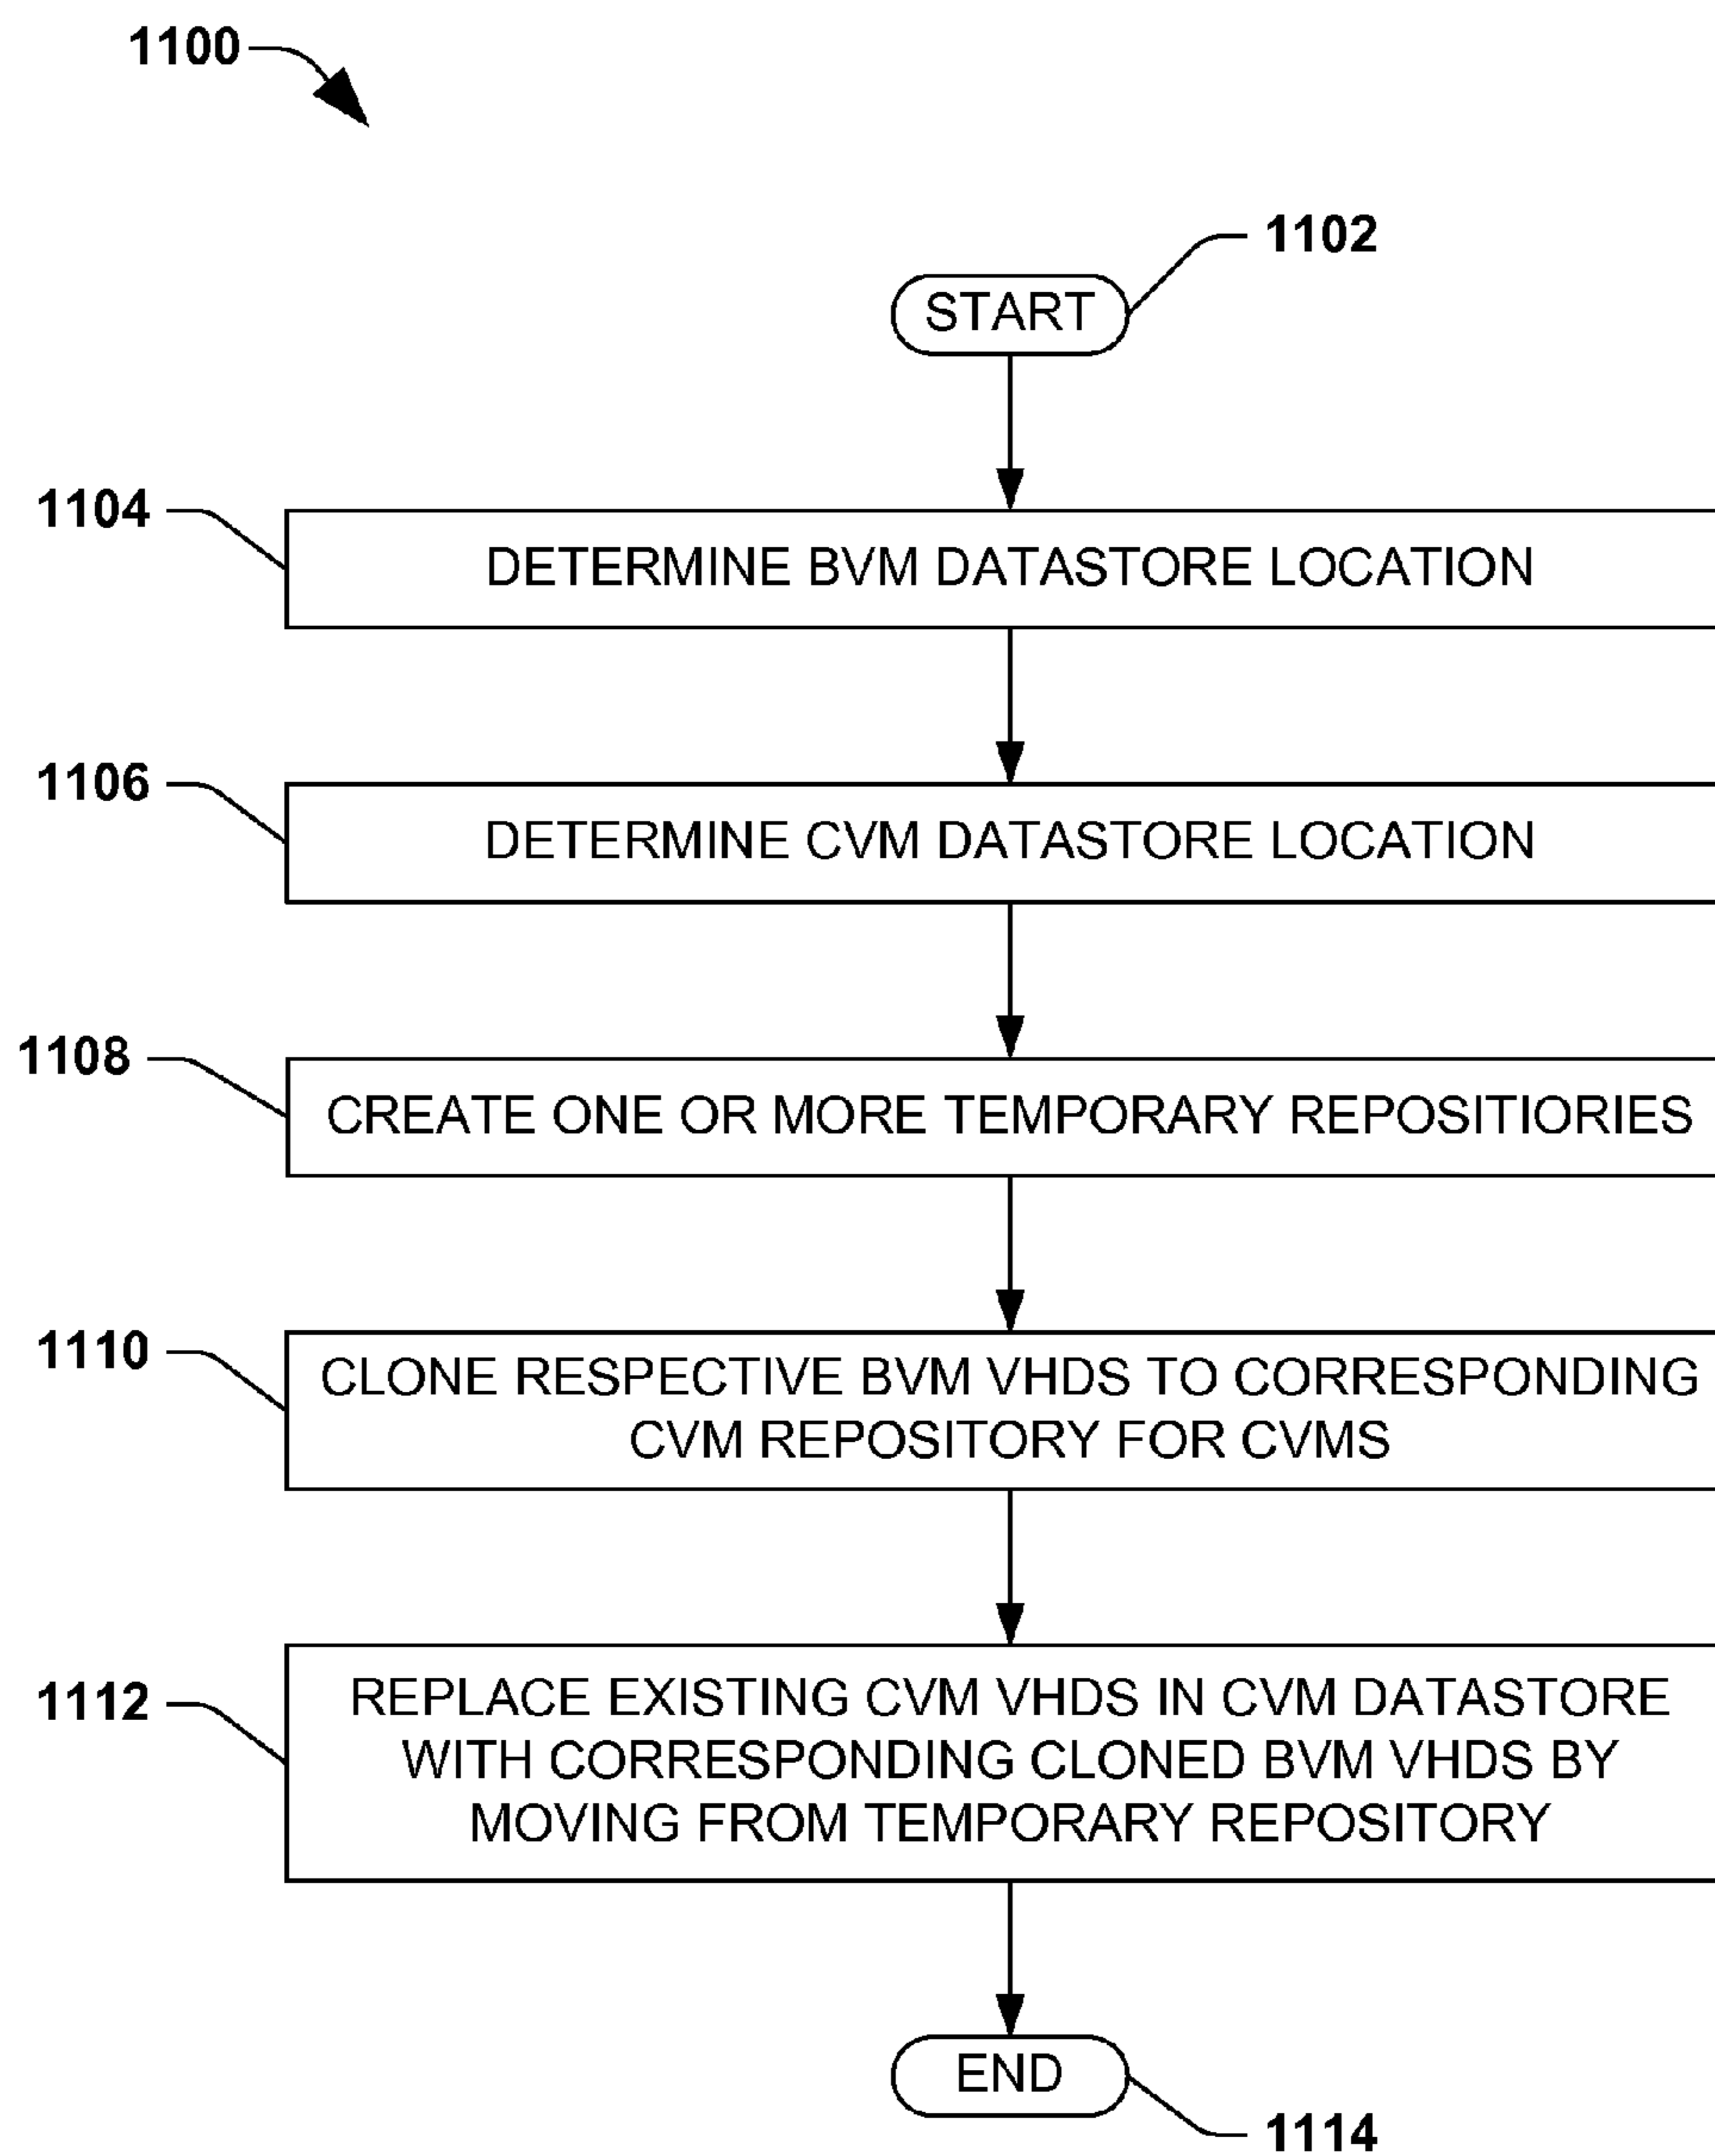 1100
1102
START
1104
DETERMINE BVM DATASTORE LOCATION
1106
DETERMINE CVM DATASTORE LOCATION
1108
CREATE ONE OR MORE TEMPORARY REPOSITIORIES
1110
CLONE RESPECTIVE BVM VHDS TO CORRESPONDING
CVM REPOSITORY FOR CVMS
1112
REPLACE EXISTING CVM VHDS IN CVM DATASTORE
WITH CORRESPONDING CLONED BVM VHDS BY
MOVING FROM TEMPORARY REPOSITORY
END
1114